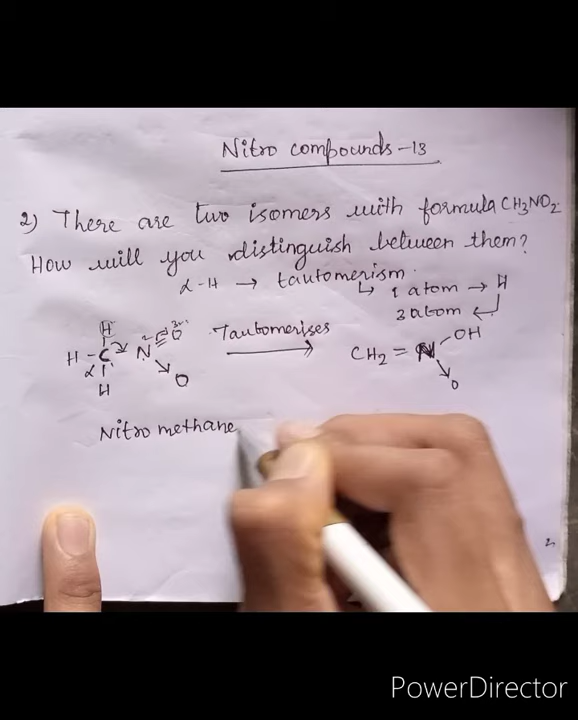 Nitro compounds-13
2) There are two isomers with formula CH3NO2.
How will you distinguish between them?
α-H → tautomerism.
↳ 1 atom → H
3 atom ↵
H
H - C N O Tautomerises CH2 = N OH
α O O
H
Nitro methane
PowerDirector